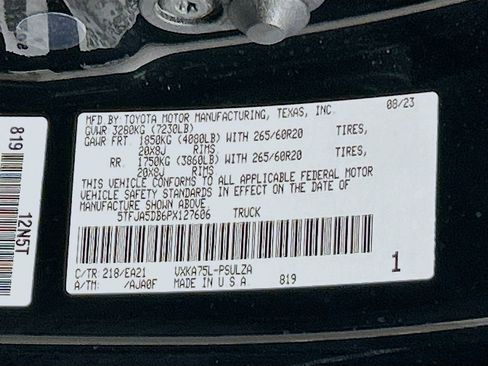 MFD. BY: TOYOTA MOTOR MANUFACTURING, TEXAS, INC. 08/23
GVWR 3280KG (7230LB)
GAWR FRT. 1850KG (4080LB) WITH 265/60R20 TIRES,
20X8J RIMS
RR. 1750KG (3860LB) WITH 265/60R20 TIRES,
20X8J RIMS
THIS VEHICLE CONFORMS TO ALL APPLICABLE FEDERAL MOTOR
VEHICLE SAFETY STANDARDS IN EFFECT ON THE DATE OF
MANUFACTURE SHOWN ABOVE.
5TFJA5DB6PX127606 TRUCK
C/TR: 218/EA21 VXKA75L-PSULZA
A/TM: /AJA0F MADE IN U.S.A. 819 1
819
12N5T